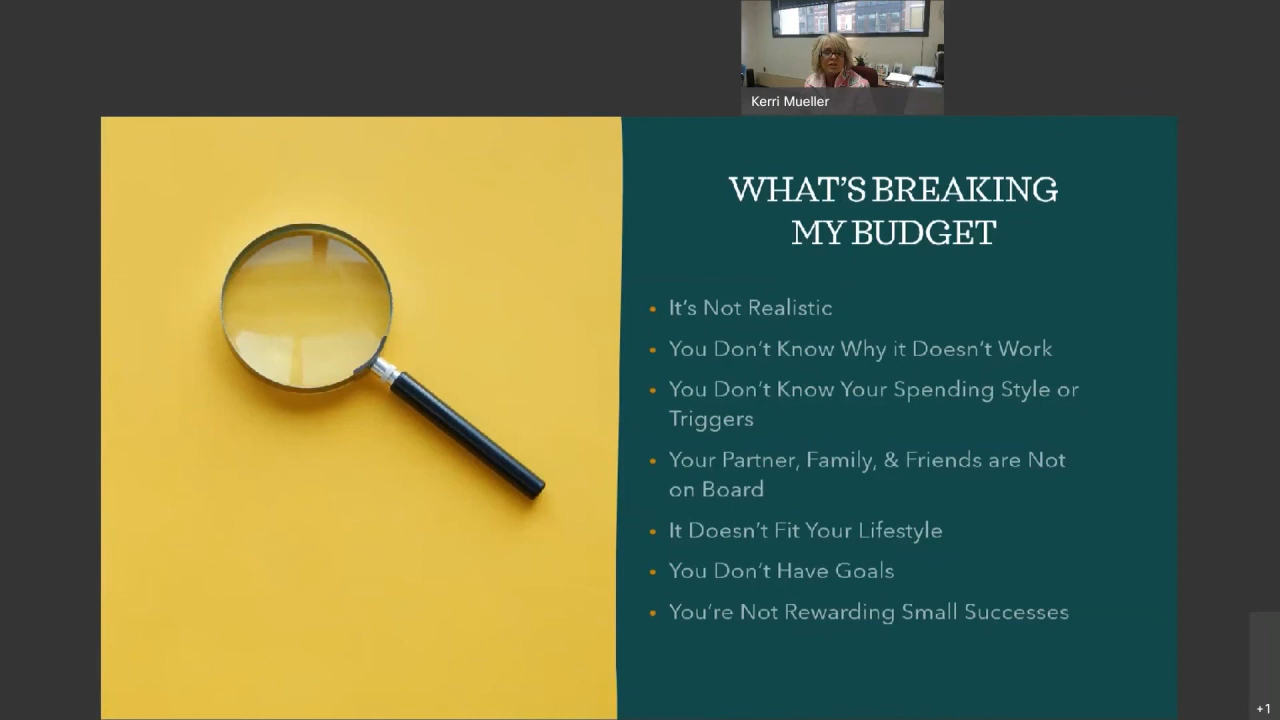 Kerri Mueller
WHAT'S BREAKING
MY BUDGET
• It's Not Realistic
• You Don't Know Why it Doesn't Work
• You Don't Know Your Spending Style or
Triggers
• Your Partner, Family, & Friends are Not
on Board
• It Doesn't Fit Your Lifestyle
• You Don't Have Goals
• You're Not Rewarding Small Successes
+1